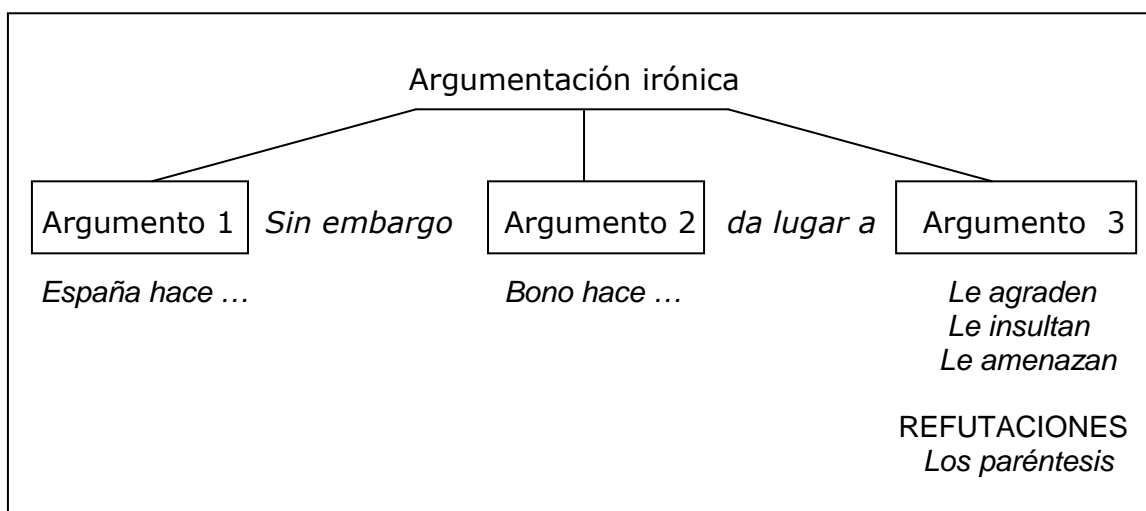 Argumentación irónica
Argumento 1 Sin embargo Argumento 2 da lugar a Argumento 3
España hace … Bono hace … Le agraden
Le insultan
Le amenazan
REFUTACIONES
Los paréntesis